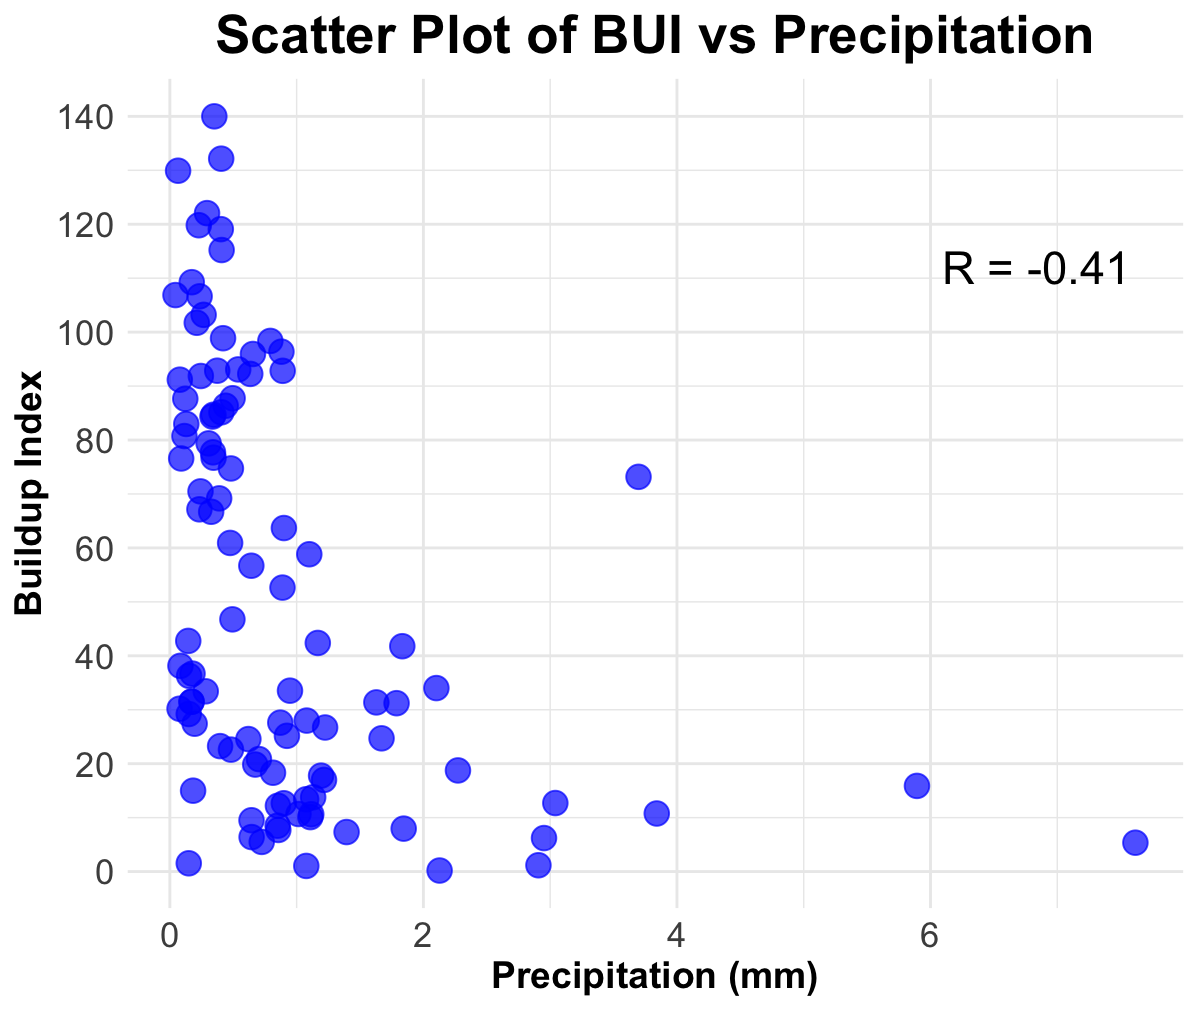 Scatter Plot of BUI vs Precipitation
140
120
100
80
60
40
20
0
R = -0.41
Buildup Index
0 2 4 6
Precipitation (mm)